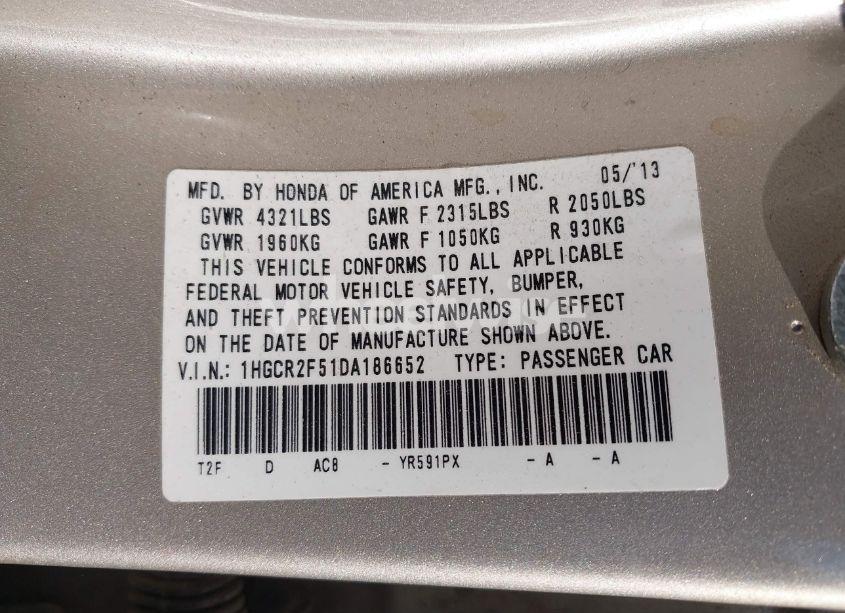 MFD. BY HONDA OF AMERICA MFG., INC. 05/'13
GVWR 4321LBS GAWR F 2315LBS R 2050LBS
GVWR 1960KG GAWR F 1050KG R 930KG
THIS VEHICLE CONFORMS TO ALL APPLICABLE
FEDERAL MOTOR VEHICLE SAFETY, BUMPER,
AND THEFT PREVENTION STANDARDS IN EFFECT
ON THE DATE OF MANUFACTURE SHOWN ABOVE.
V.I.N.: 1HGCR2F51DA186652 TYPE: PASSENGER CAR
T2F D AC8 - YR591PX - A - A